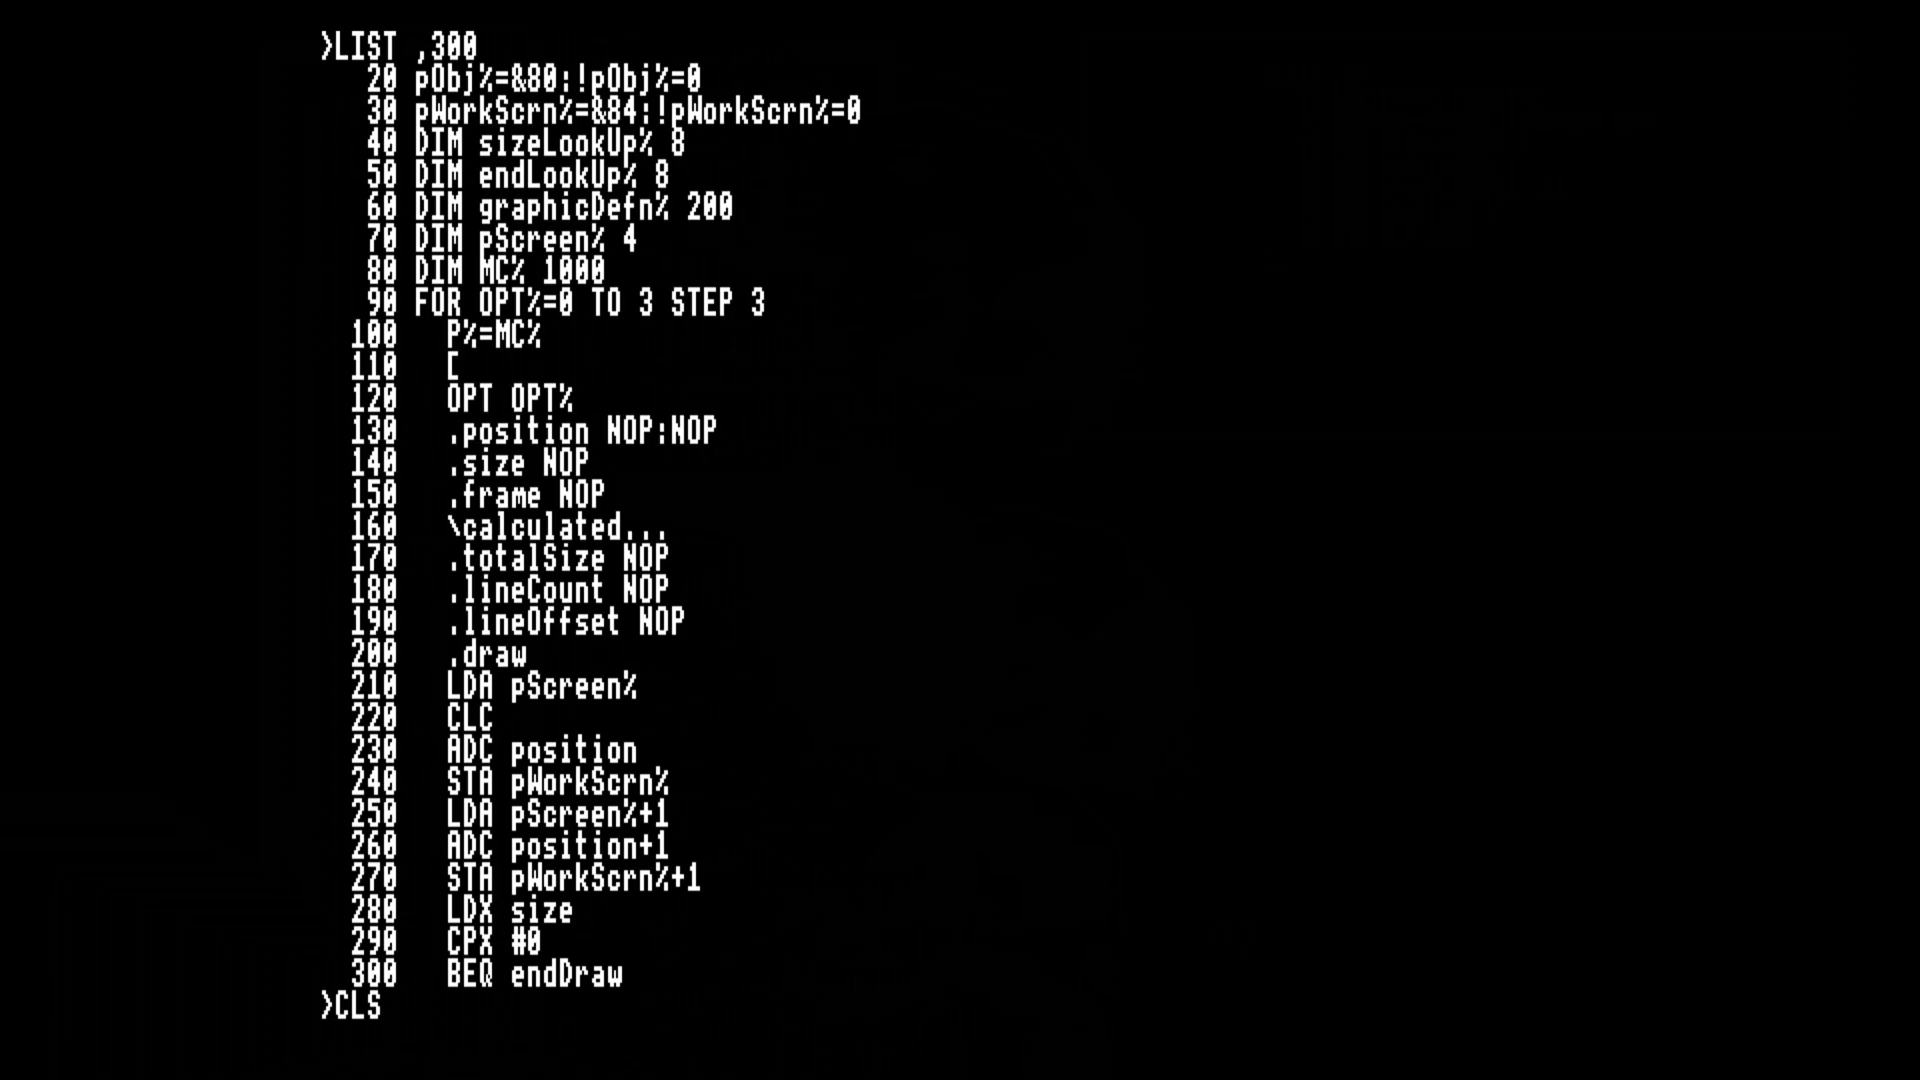 >LIST ,300
20 pObj%=&80:!pObj%=0
30 pWorkScrn%=&84:!pWorkScrn%=0
40 DIM sizeLookUp% 8
50 DIM endLookUp% 8
60 DIM graphicDefn% 200
70 DIM pScreen% 4
80 DIM MC% 1000
90 FOR OPT%=0 TO 3 STEP 3
100 P%=MC%
110 [
120 OPT OPT%
130 .position NOP:NOP
140 .size NOP
150 .frame NOP
160 \calculated...
170 .totalSize NOP
180 .lineCount NOP
190 .lineOffset NOP
200 .draw
210 LDA pScreen%
220 CLC
230 ADC position
240 STA pWorkScrn%
250 LDA pScreen%+1
260 ADC position+1
270 STA pWorkScrn%+1
280 LDX size
290 CPX #0
300 BEQ endDraw
>CLS